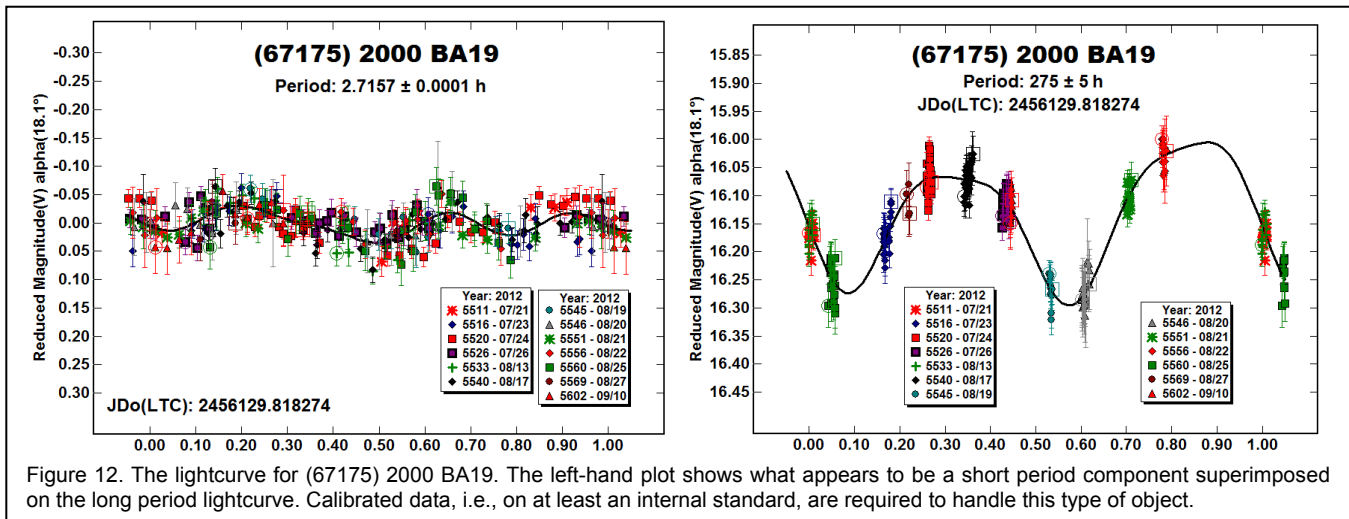 (67175) 2000 BA19
Period: 2.7157 ± 0.0001 h
Reduced Magnitude(V) alpha(18.1°)
-0.30
-0.25
-0.20
-0.15
-0.10
-0.05
0.00
0.00
0.05
0.10
0.15
0.20
0.30
Year: 2012
5511 - 07/21
5516 - 07/23
5520 - 07/24
5526 - 07/26
5533 - 08/13
5540 - 08/17
Year: 2012
5545 - 08/19
5546 - 08/20
5551 - 08/21
5556 - 08/22
5560 - 08/25
5569 - 08/27
5602 - 09/10
JDo(LTC): 2456129.818274
0.00 0.10 0.20 0.30 0.40 0.50 0.60 0.70 0.80 0.90 1.00
(67175) 2000 BA19
Period: 275 ± 5 h
JDo(LTC): 2456129.818274
Reduced Magnitude(V) alpha(18.1°)
15.85
15.90
15.95
16.00
16.05
16.10
16.15
16.20
16.25
16.30
16.35
16.40
16.45
Year: 2012
5511 - 07/21
5516 - 07/23
5520 - 07/24
5526 - 07/26
5533 - 08/13
5540 - 08/17
5545 - 08/19
Year: 2012
5546 - 08/20
5551 - 08/21
5556 - 08/22
5560 - 08/25
5569 - 08/27
5602 - 09/10
0.00 0.10 0.20 0.30 0.40 0.50 0.60 0.70 0.80 0.90 1.00
Figure 12. The lightcurve for (67175) 2000 BA19. The left-hand plot shows what appears to be a short period component superimposed
on the long period lightcurve. Calibrated data, i.e., on at least an internal standard, are required to handle this type of object.